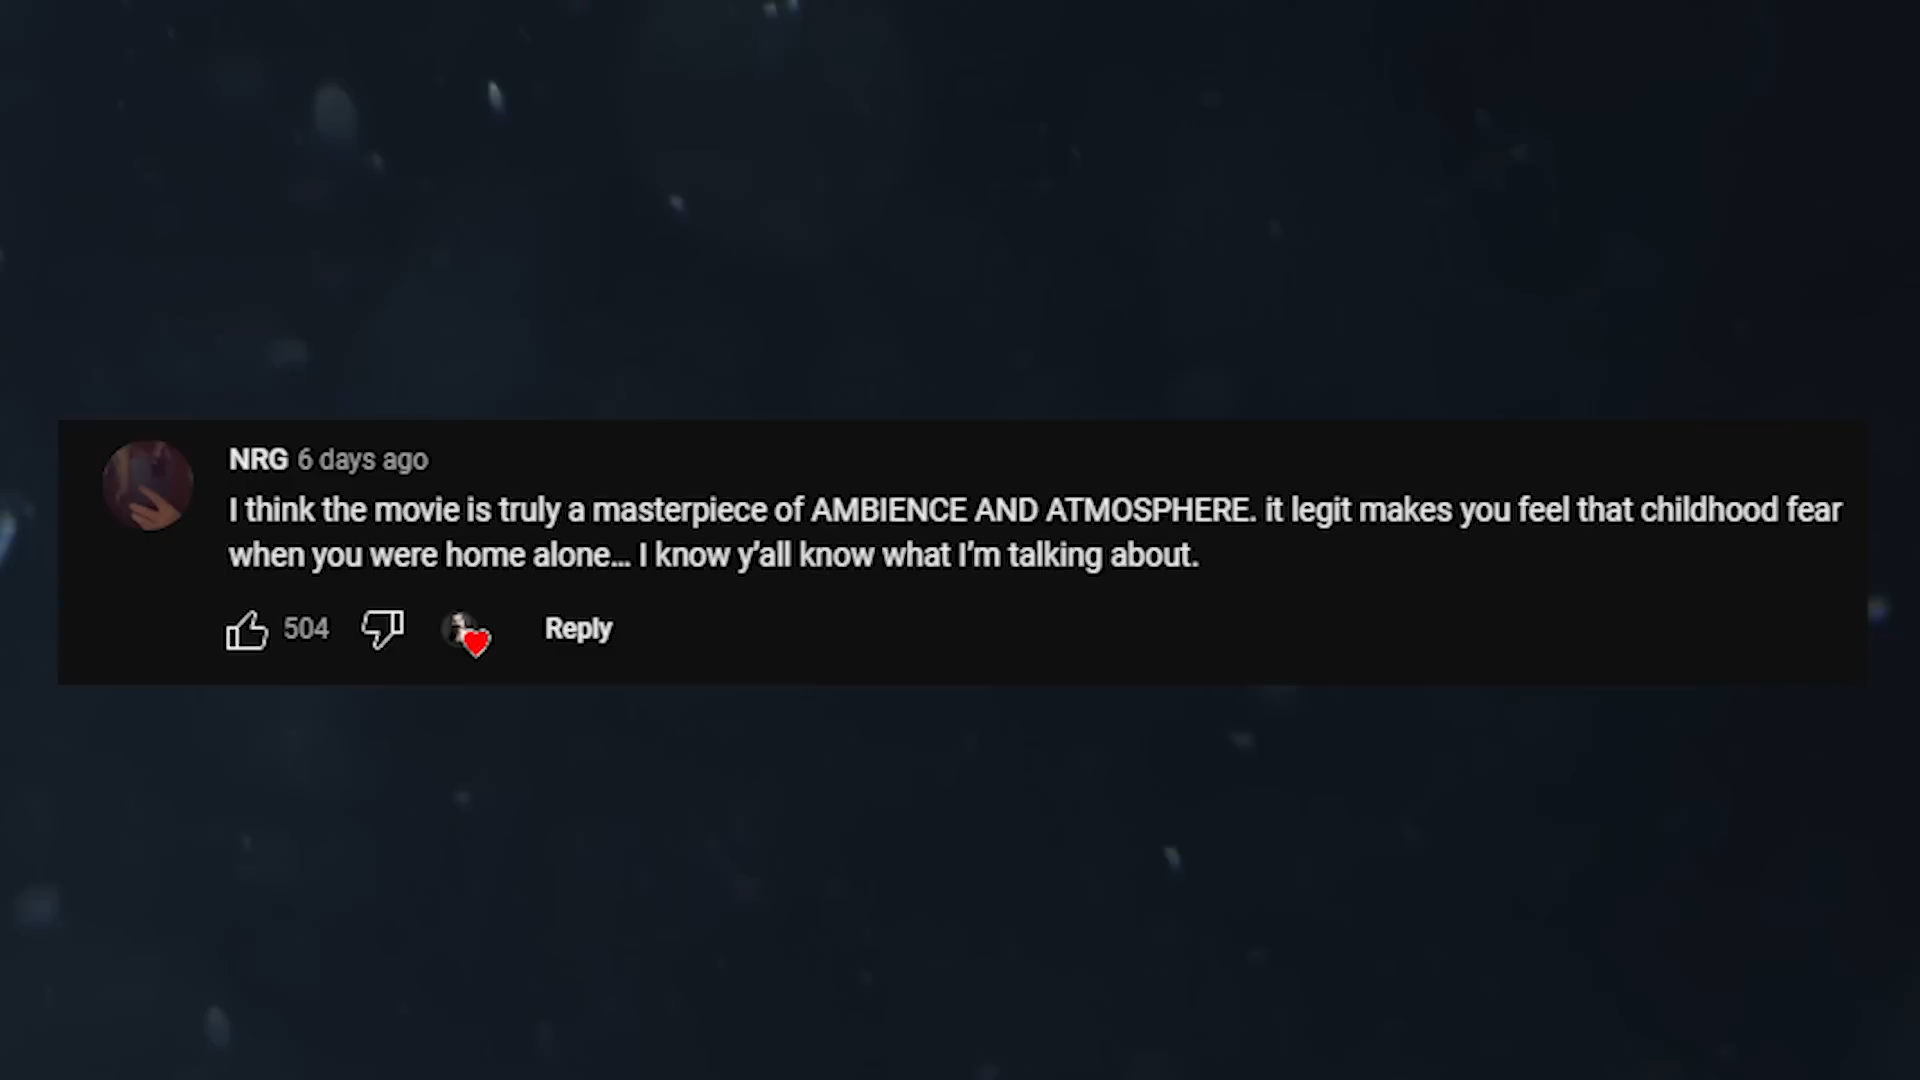 NRG 6 days ago
I think the movie is truly a masterpiece of AMBIENCE AND ATMOSPHERE. it legit makes you feel that childhood fear
when you were home alone... I know y’all know what I’m talking about.
504 Reply